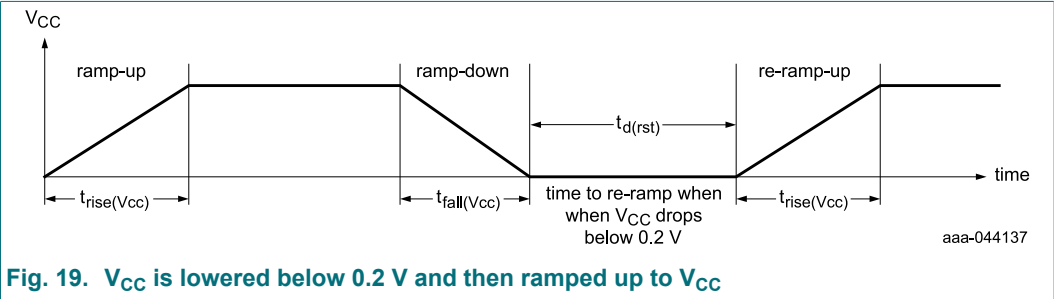 VCC
ramp-up
ramp-down
re-ramp-up
td(rst)
time
trise(Vcc)
tfall(Vcc)
time to re-ramp when
when VCC drops
below 0.2 V
trise(Vcc)
aaa-044137
Fig. 19. VCC is lowered below 0.2 V and then ramped up to VCC